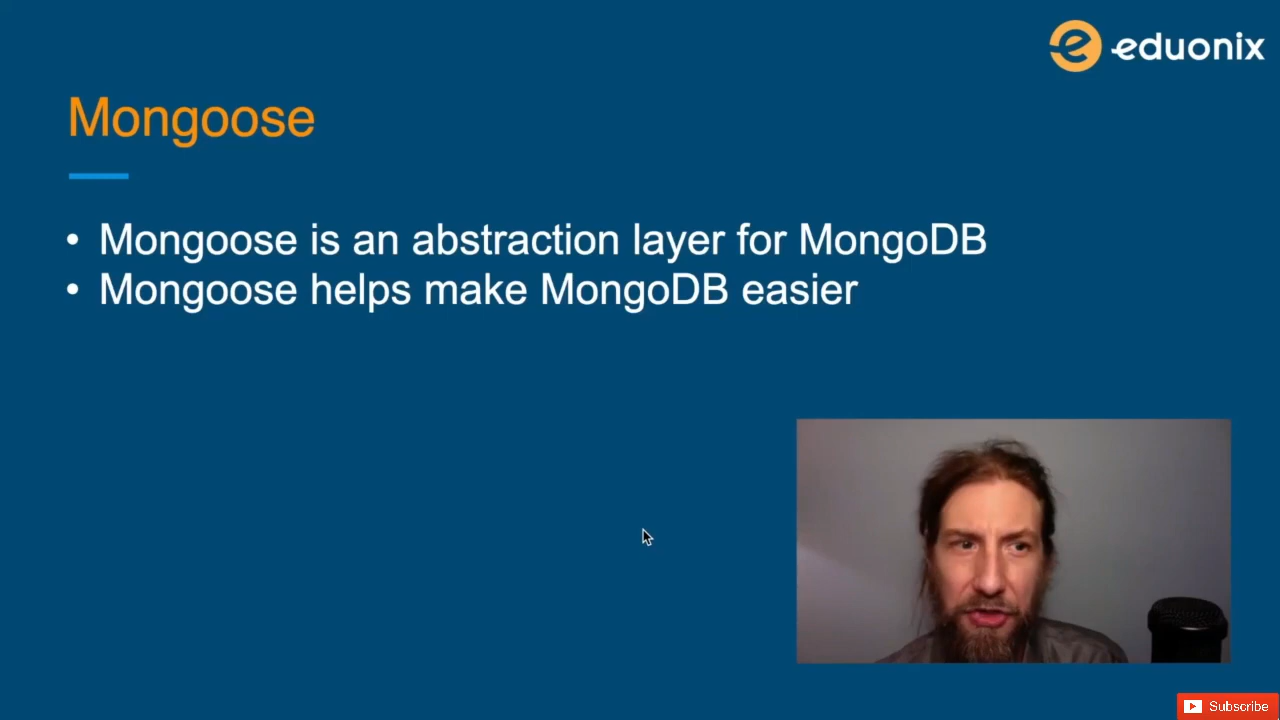 eduonix
Mongoose
• Mongoose is an abstraction layer for MongoDB
• Mongoose helps make MongoDB easier
Subscribe